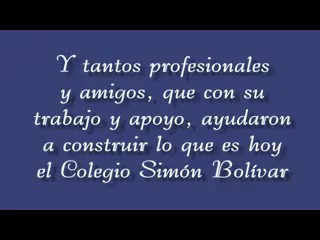 Y tantos profesionales
y amigos, que con su
trabajo y apoyo, ayudaron
a construir lo que es hoy
el Colegio Simón Bolívar